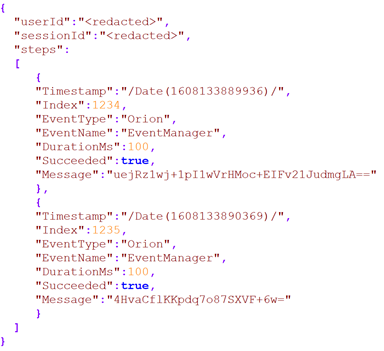 {
"userId":"<redacted>",
"sessionId":"<redacted>",
"steps":
[
{
"Timestamp":"/Date(1608133889936)/",
"Index":1234,
"EventType":"Orion",
"EventName":"EventManager",
"DurationMs":100,
"Succeeded":true,
"Message":"uejRz1wj+1pI1wVrHMoc+EIFv21JudmgLA=="
},
{
"Timestamp":"/Date(1608133890369)/",
"Index":1235,
"EventType":"Orion",
"EventName":"EventManager",
"DurationMs":100,
"Succeeded":true,
"Message":"4HvaCflKKpdq7o87SXVF+6w="
}
]
}